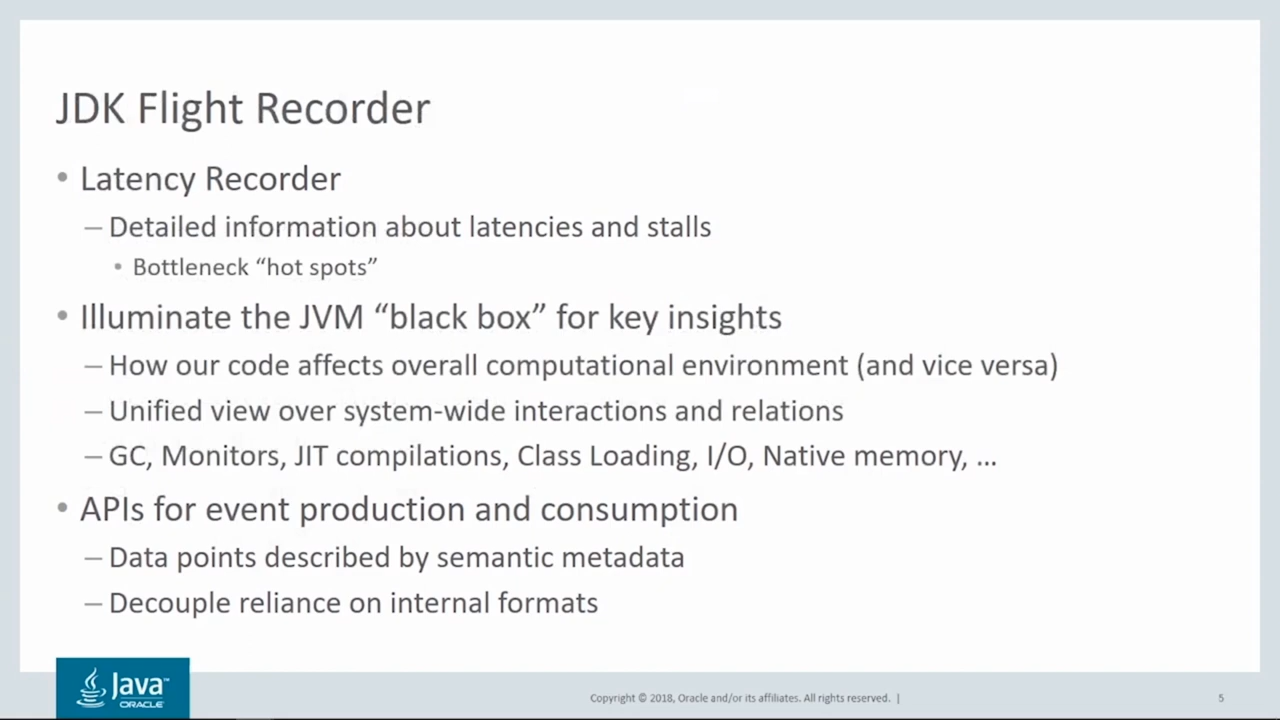 JDK Flight Recorder
• Latency Recorder
– Detailed information about latencies and stalls
• Bottleneck “hot spots”
• Illuminate the JVM “black box” for key insights
– How our code affects overall computational environment (and vice versa)
– Unified view over system-wide interactions and relations
– GC, Monitors, JIT compilations, Class Loading, I/O, Native memory, …
• APIs for event production and consumption
– Data points described by semantic metadata
– Decouple reliance on internal formats
Java™
ORACLE
Copyright © 2018, Oracle and/or its affiliates. All rights reserved. |
5